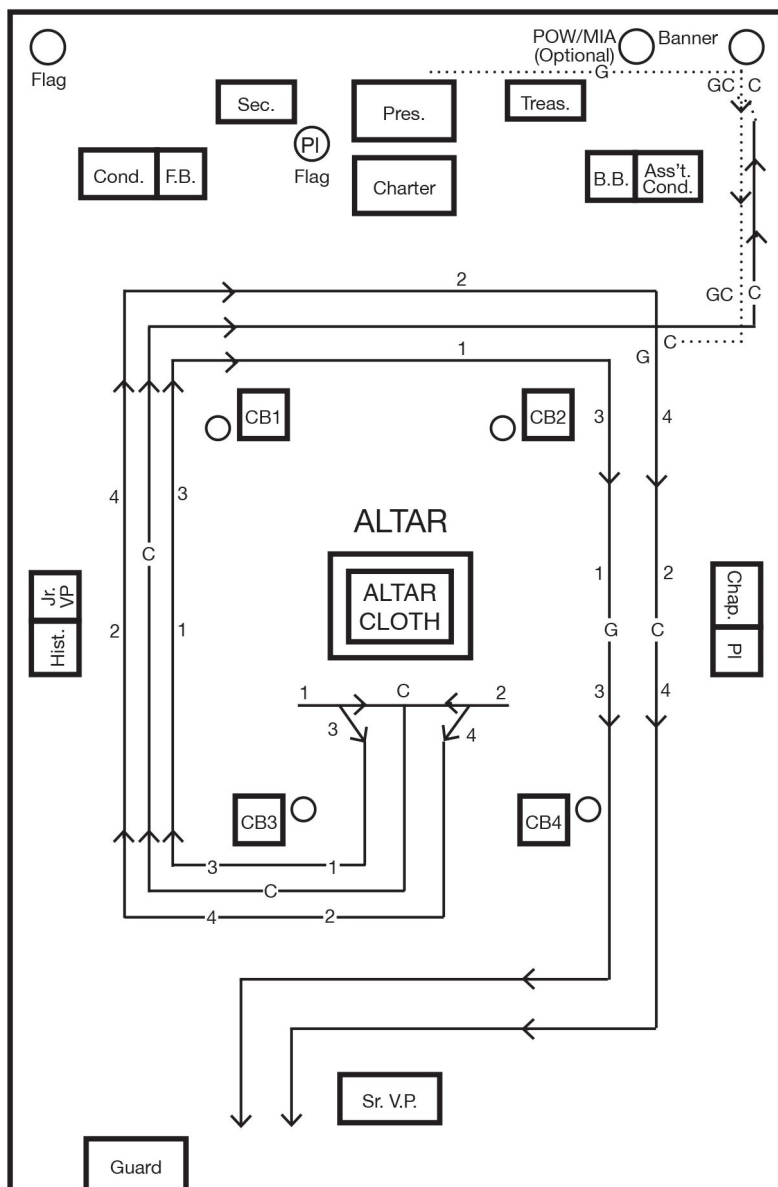 POW/MIA
(Optional)
Banner
Flag
G
GC C
Sec.
Pres.
Treas.
PI
Flag
Cond. F.B.
Charter
B.B. Ass't.
Cond.
2
GC C
1
G C
CB1
CB2
3 4
4 3
ALTAR
C
ALTAR
CLOTH
Jr.
VP
Hist.
2 1
1 2
G C
Chap.
PI
3 4
1 C 2
3 4
CB3
CB4
3 1
C
4 2
Sr. V.P.
Guard